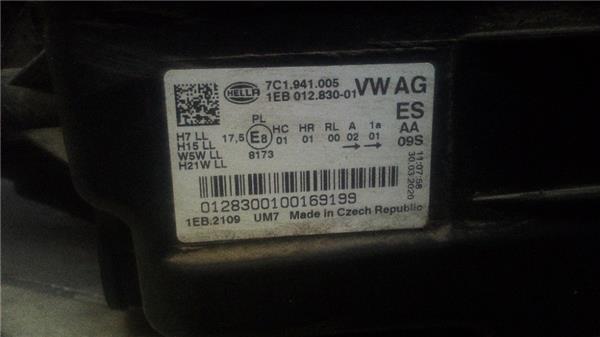 HELLA 7C1.941.005 VW AG
1EB 012.830-01
ES
PL
H7 LL 17,5 E8 HC HR RL A 1a AA
H15 LL 01 01 00 02 01 09S
W5W LL 8173
H21W LL
11:07:58
30.03.2020
0128300100169199
1EB.2109 UM7 Made in Czech Republic